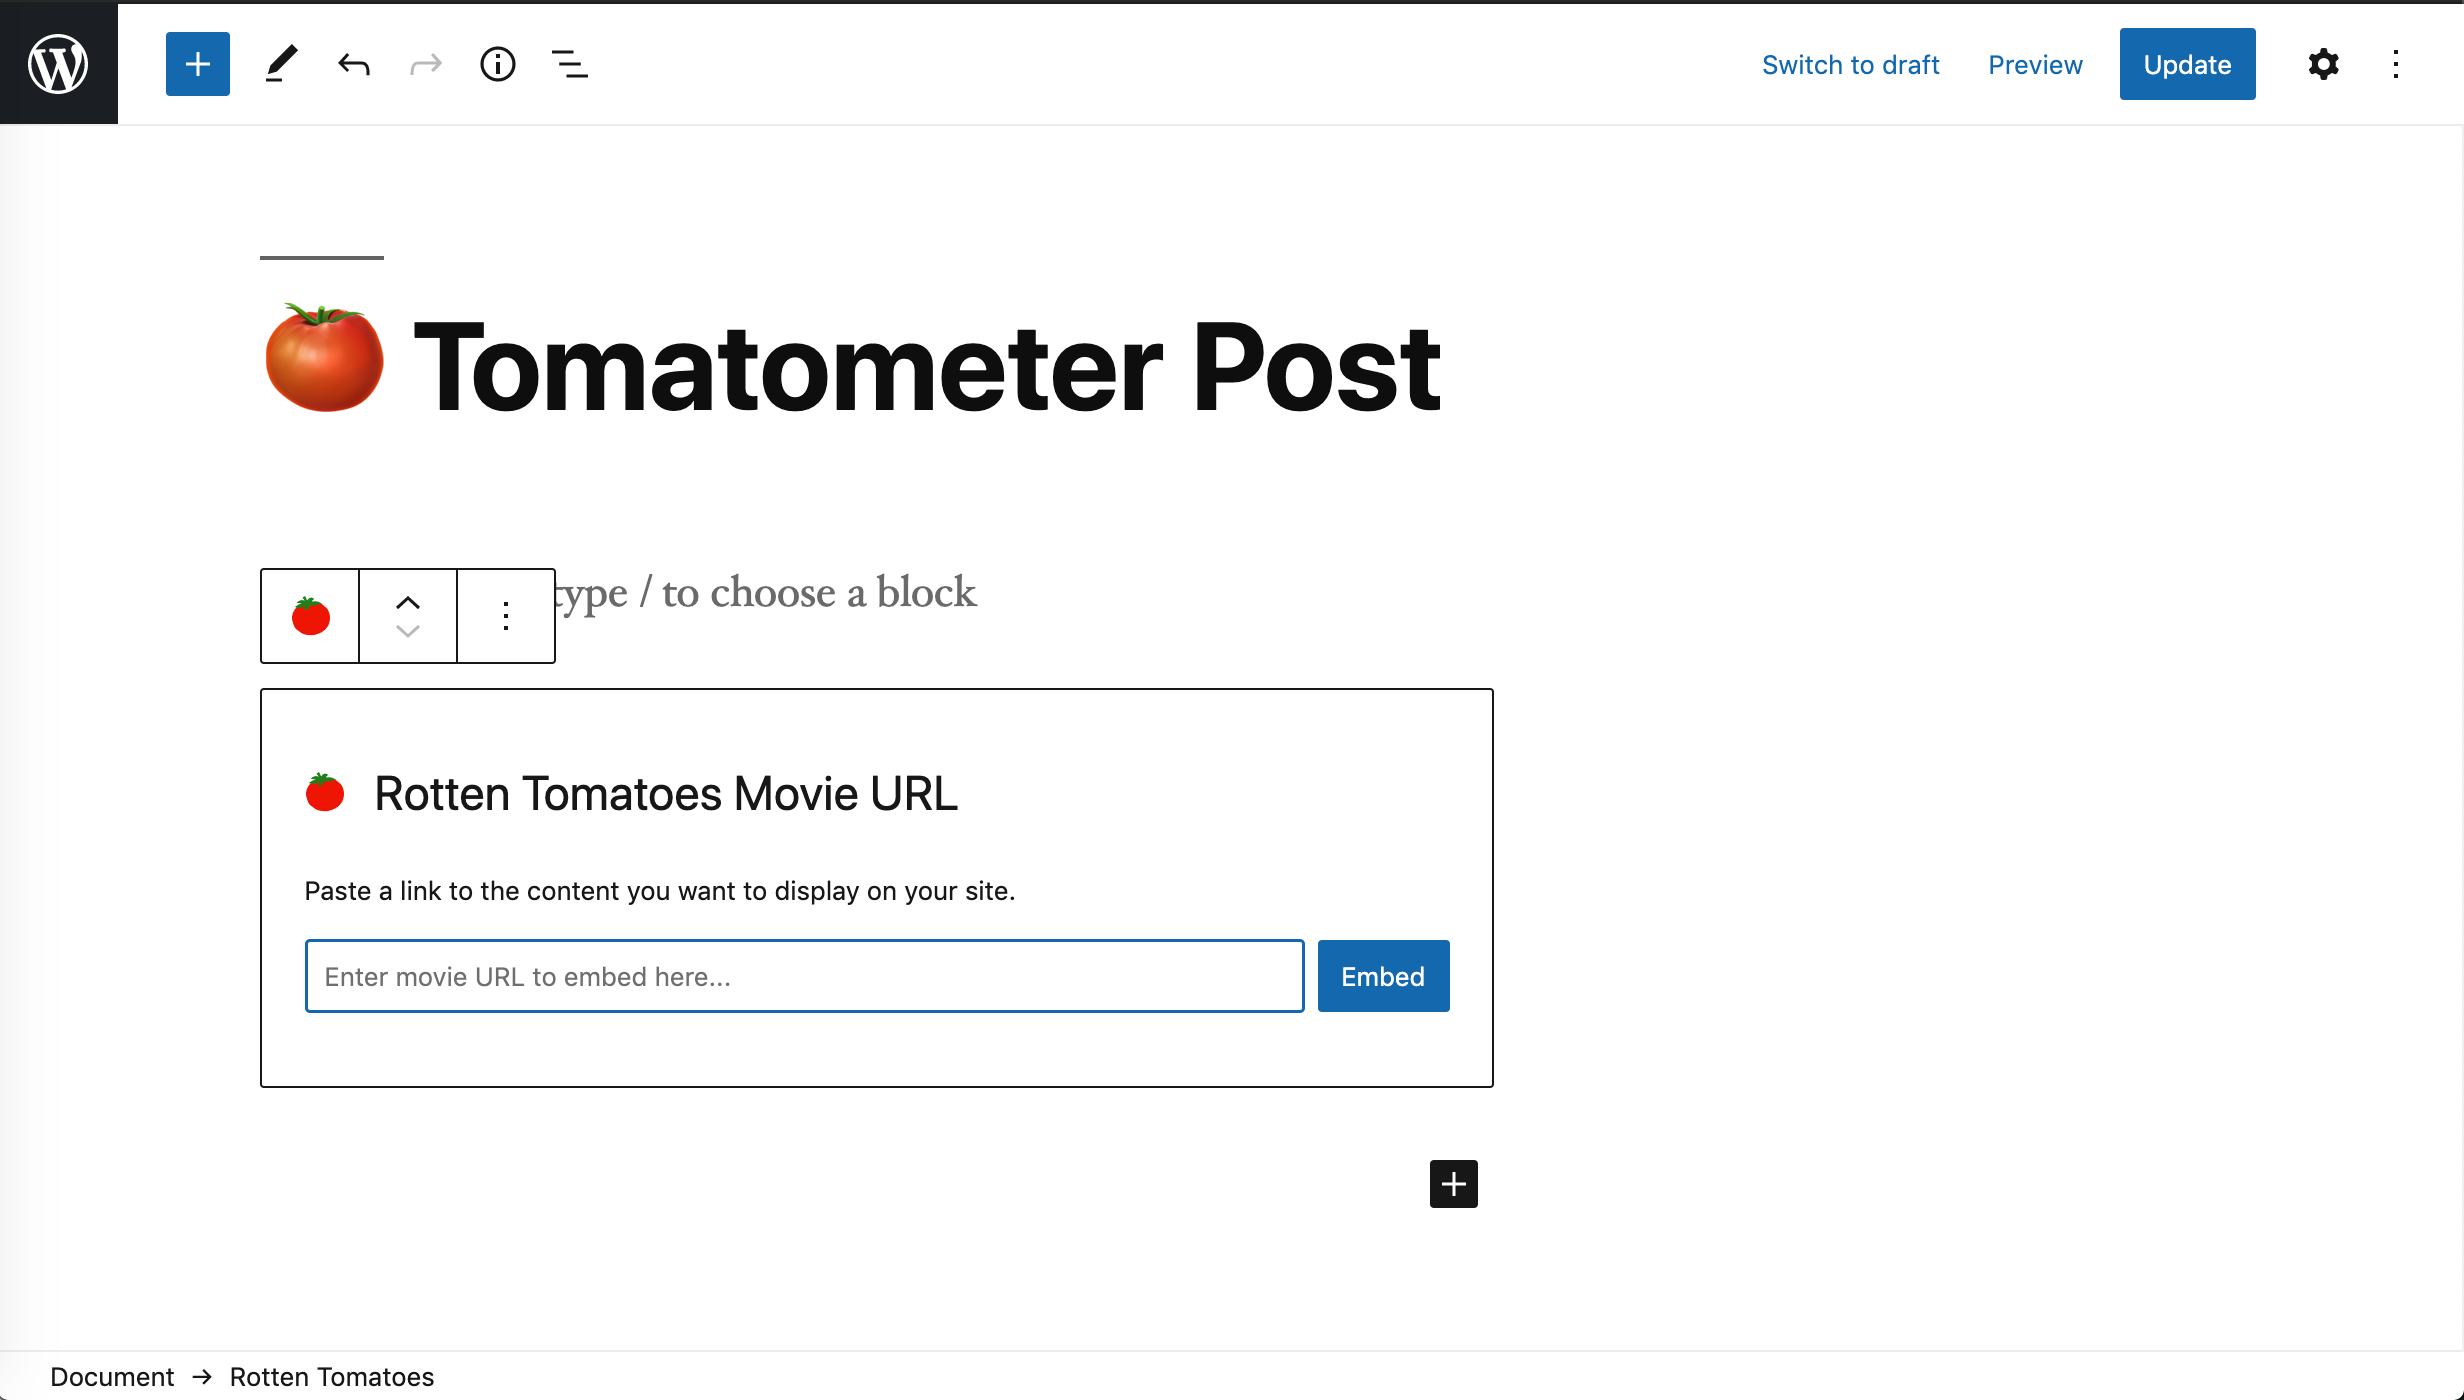 Switch to draft Preview Update
Tomatometer Post
type / to choose a block
Rotten Tomatoes Movie URL
Paste a link to the content you want to display on your site.
Enter movie URL to embed here... Embed
Document → Rotten Tomatoes